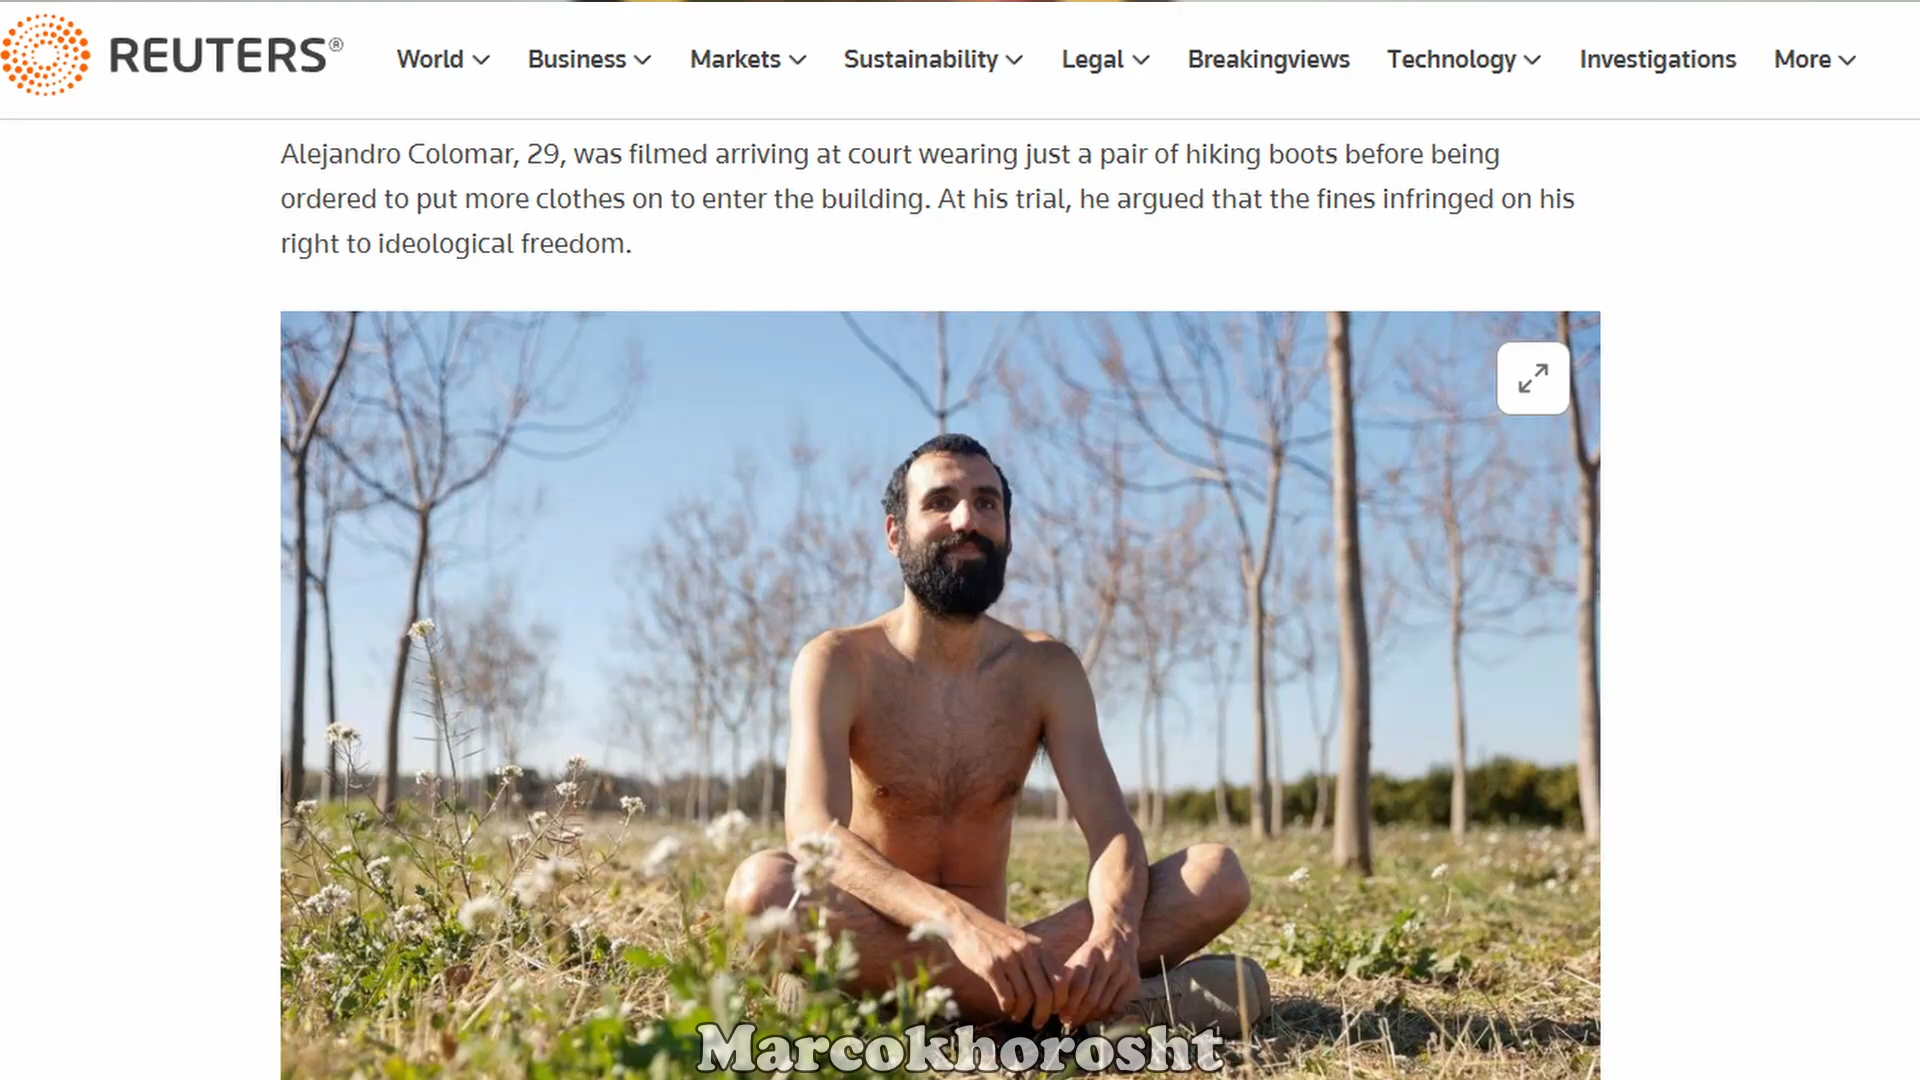 REUTERS®
World
Business
Markets
Sustainability
Legal
Breakingviews
Technology
Investigations
More
Alejandro Colomar, 29, was filmed arriving at court wearing just a pair of hiking boots before being
ordered to put more clothes on to enter the building. At his trial, he argued that the fines infringed on his
right to ideological freedom.
Marcokhorosht